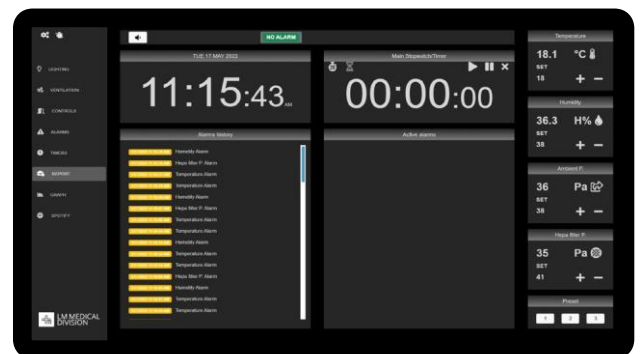 NO ALARM
TUE 17 MAY 2022
11:15:43
Main Stopwatch/Timer
00:00:00
Alarms history
Humidity Alarm
Hepa filter P. Alarm
Temperature Alarm
Temperature Alarm
Humidity Alarm
Hepa filter P. Alarm
Temperature Alarm
Temperature Alarm
Humidity Alarm
Temperature Alarm
Temperature Alarm
Hepa filter P. Alarm
Humidity Alarm
Temperature Alarm
Temperature Alarm
Active alarms
LIGHTING
VENTILATION
CONTROLS
ALARMS
TIMERS
REPORT
GRAPH
SPOTIFY
LM MEDICAL
DIVISION
Temperature
18.1 °C
SET
18 + −
Humidity
36.3 H%
SET
38 + −
Ambient P.
36 Pa
SET
38 + −
Hepa filter P.
35 Pa
SET
41 + −
Preset
1 2 3